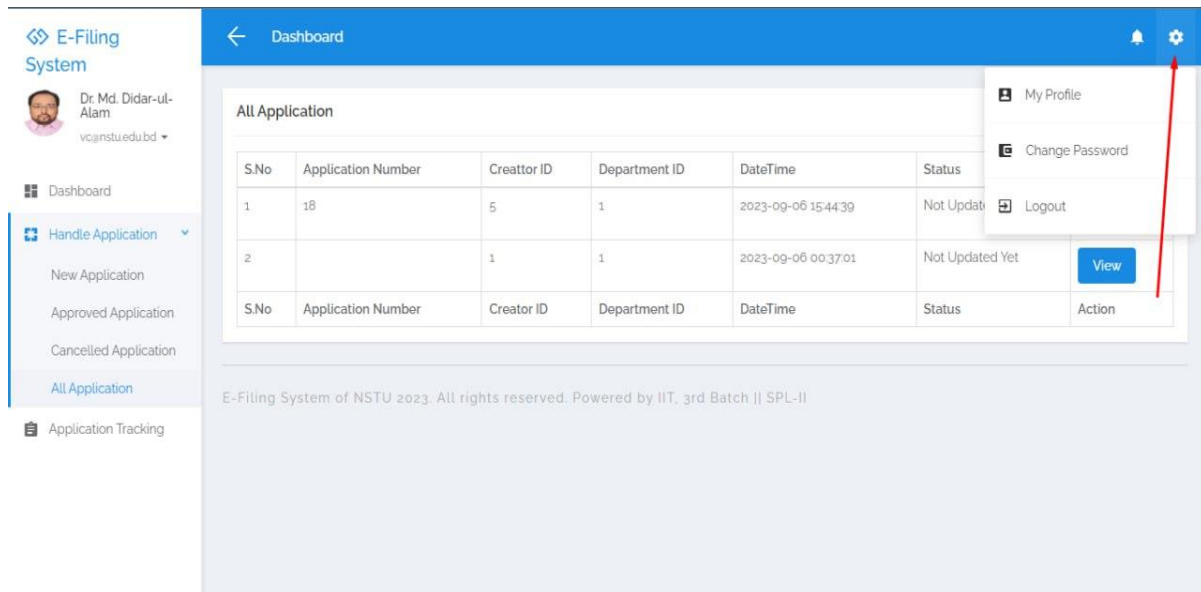 E-Filing
System
Dr. Md. Didar-ul-
Alam
vc@nstu.edu.bd
Dashboard
Handle Application
New Application
Approved Application
Cancelled Application
All Application
Application Tracking
Dashboard
My Profile
Change Password
Logout
All Application
S.No Application Number Creattor ID Department ID DateTime Status
1 18 5 1 2023-09-06 15:44:39 Not
2 1 1 2023-09-06 00:37:01 Not Updated Yet View
S.No Application Number Creator ID Department ID DateTime Status Action
E-Filing System of NSTU 2023. All rights reserved. Powered by IIT, 3rd Batch || SPL-II